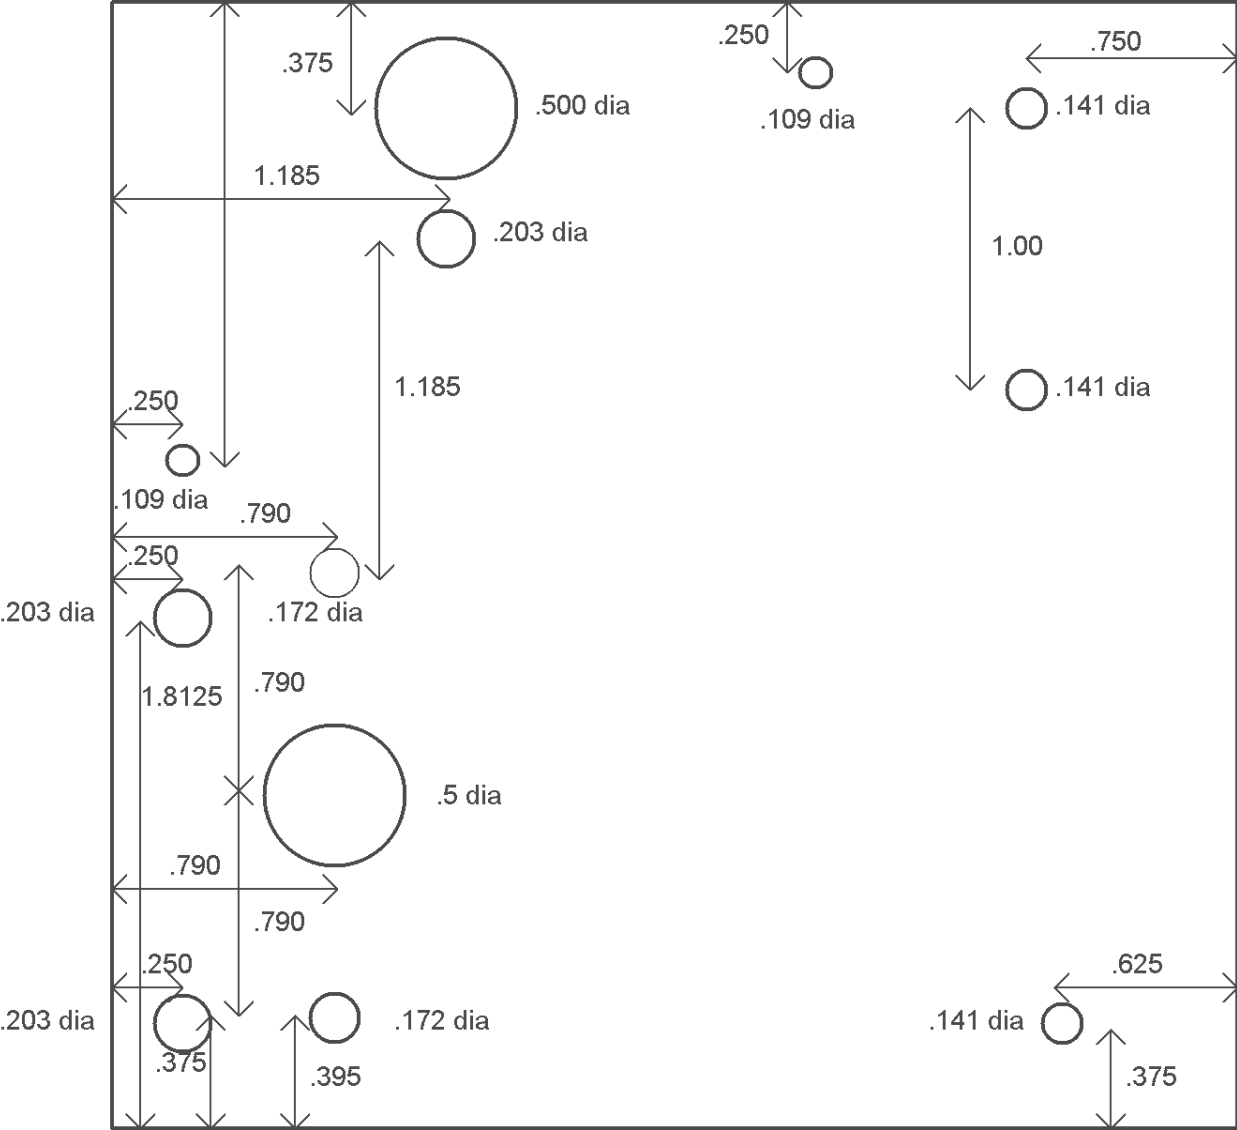 .250
.750
.375
.500 dia
.141 dia
.109 dia
1.185
.203 dia
1.00
1.185
.141 dia
.250
.109 dia
.790
.250
.203 dia
.172 dia
.790
1.8125
.5 dia
.790
.790
.250
.625
.203 dia
.172 dia
.141 dia
.375
.395
.375